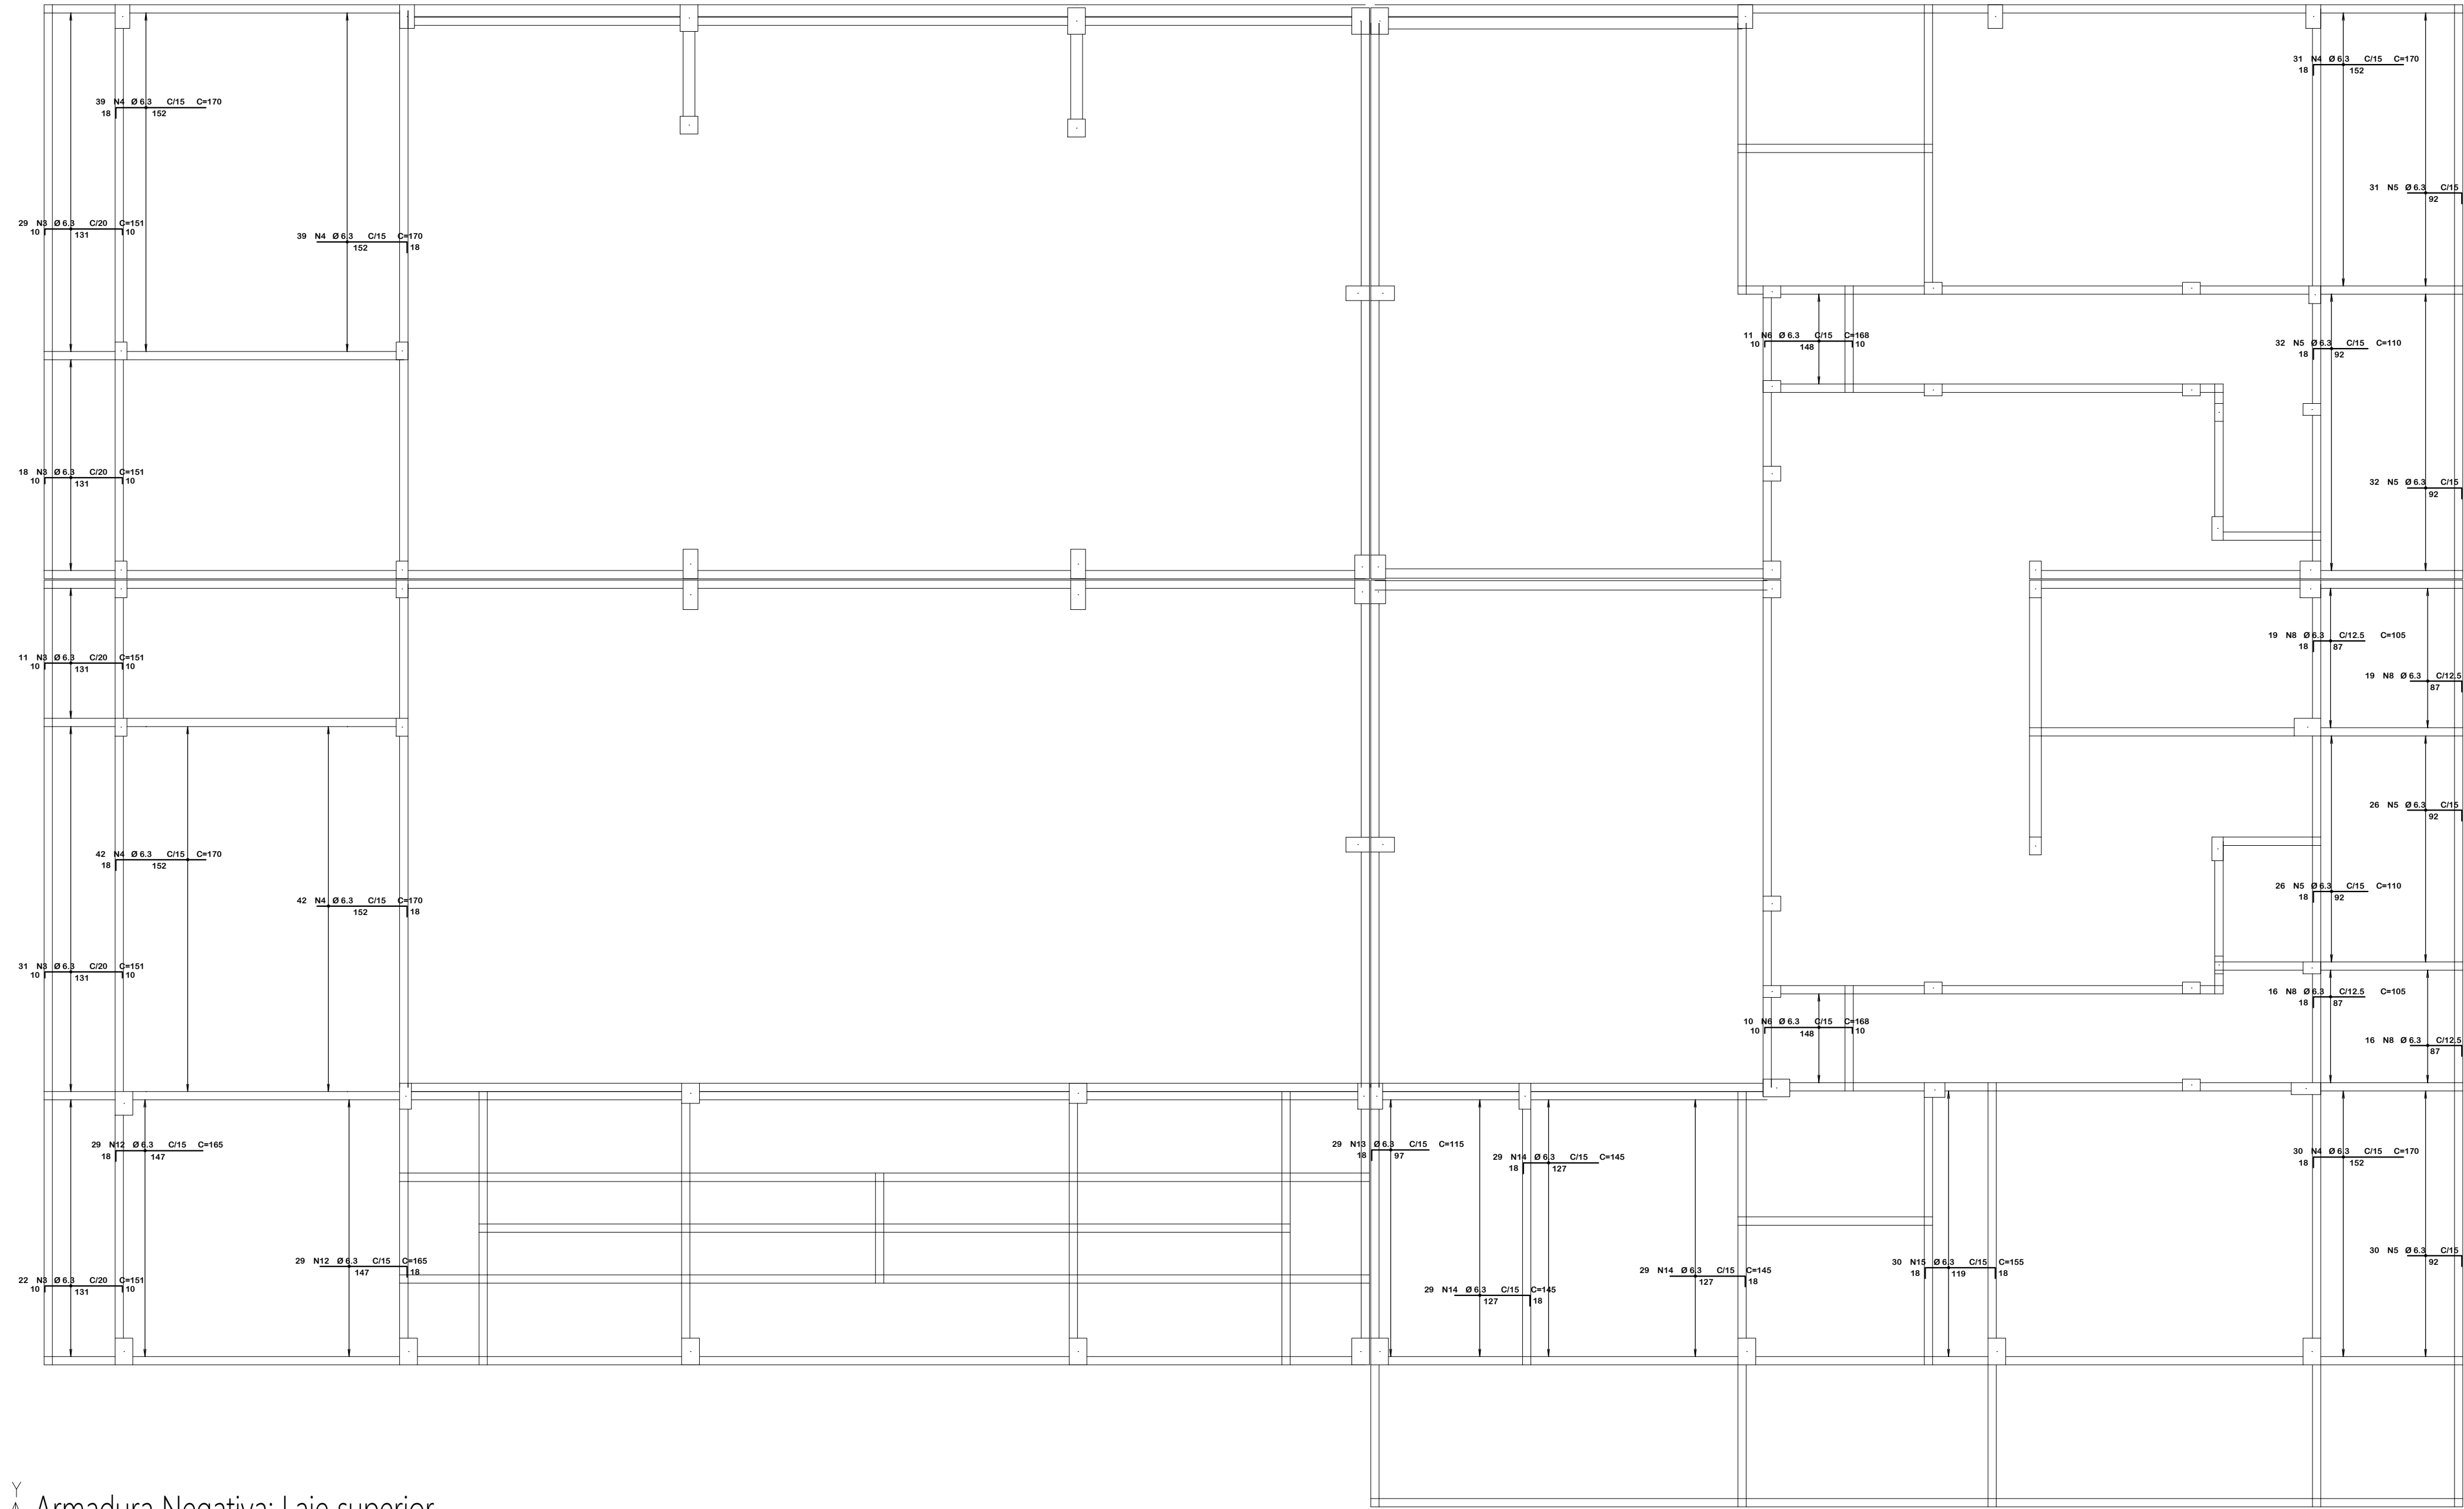 31 N4 Ø 6.3 C/15 C=170
18 152
39 N4 Ø 6.3 C/15 C=170
18 152
31 N5 Ø 6.3 C/15
92
29 N3 Ø 6.3 C/20 C=151
10 131 10
39 N4 Ø 6.3 C/15 C=170
152 18
11 N6 Ø 6.3 C/15 C=168
10 148 10
32 N5 Ø 6.3 C/15 C=110
18 92
18 N3 Ø 6.3 C/20 C=151
10 131 10
32 N5 Ø 6.3 C/15
92
19 N8 Ø 6.3 C/12.5 C=105
18 87
11 N3 Ø 6.3 C/20 C=151
10 131 10
19 N8 Ø 6.3 C/12.5
87
26 N5 Ø 6.3 C/15
92
42 N4 Ø 6.3 C/15 C=170
18 152
26 N5 Ø 6.3 C/15 C=110
18 92
42 N4 Ø 6.3 C/15 C=170
152 18
31 N3 Ø 6.3 C/20 C=151
10 131 10
16 N8 Ø 6.3 C/12.5 C=105
18 87
10 N6 Ø 6.3 C/15 C=168
10 148 10
16 N8 Ø 6.3 C/12.5
87
29 N12 Ø 6.3 C/15 C=165
18 147
29 N13 Ø 6.3 C/15 C=115
18 97
29 N14 Ø 6.3 C/15 C=145
18 127
30 N4 Ø 6.3 C/15 C=170
18 152
30 N5 Ø 6.3 C/15
92
29 N12 Ø 6.3 C/15 C=165
147 18
30 N15 Ø 6.3 C/15 C=155
18 119 18
29 N14 Ø 6.3 C/15 C=145
127 18
22 N3 Ø 6.3 C/20 C=151
10 131 10
29 N14 Ø 6.3 C/15 C=145
127 18
Y
Armadura Negativa: Laje superior